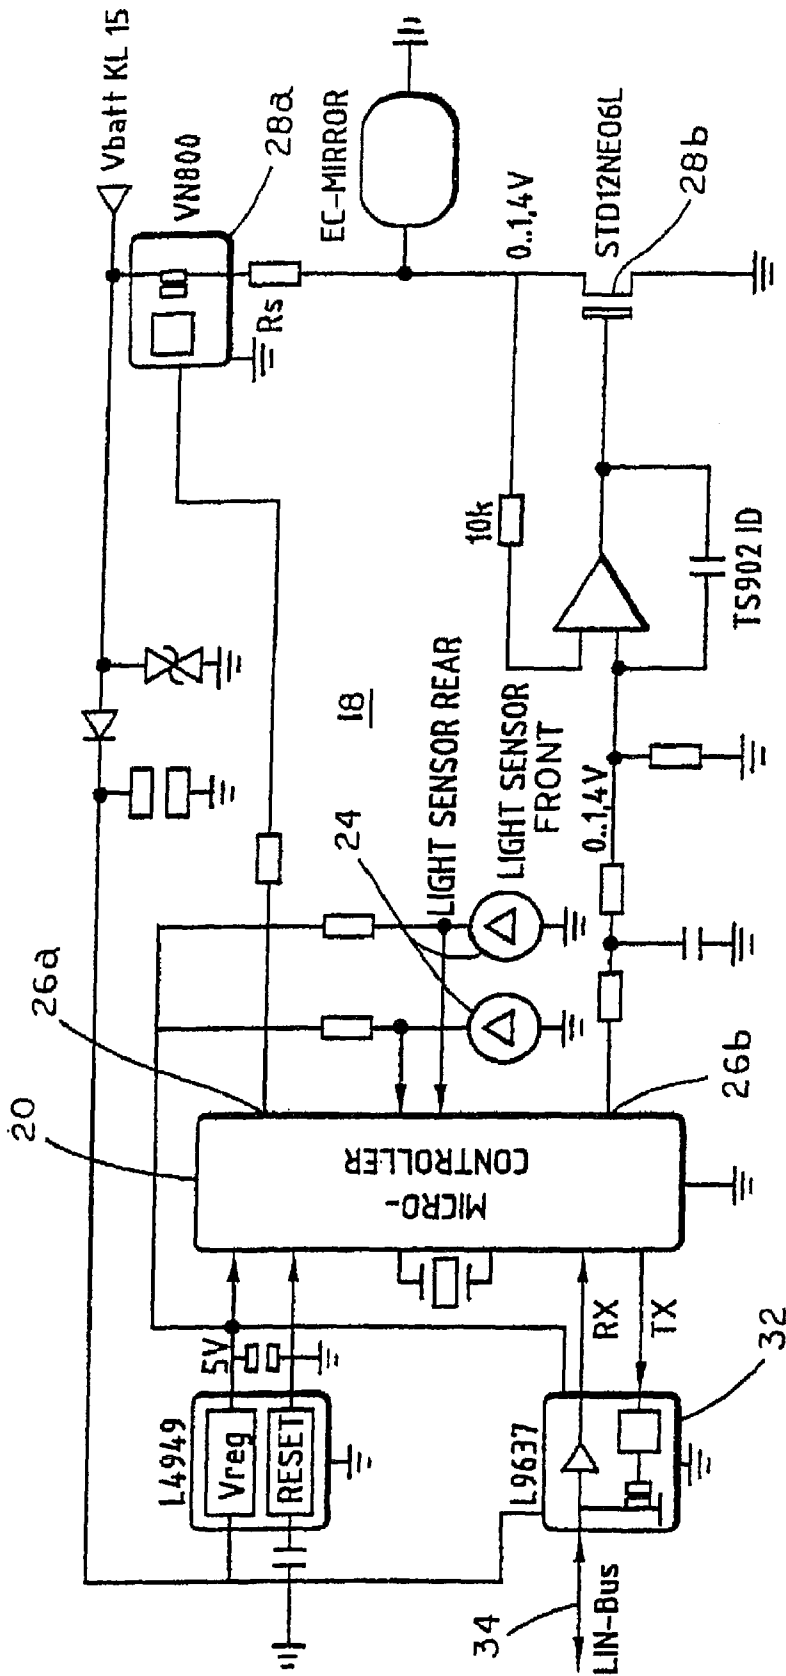 Vbatt KL 15
VN800
28a
Rs
EC-MIRROR
0..1,4V
STD12NE06L
28b
10k
TS902 ID
18
LIGHT SENSOR REAR
LIGHT SENSOR
FRONT
24
0..1,4V
26a
20
26b
MICRO-
CONTROLLER
5V
L4949
Vreg
RESET
RX
TX
32
L9637
34
LIN-Bus